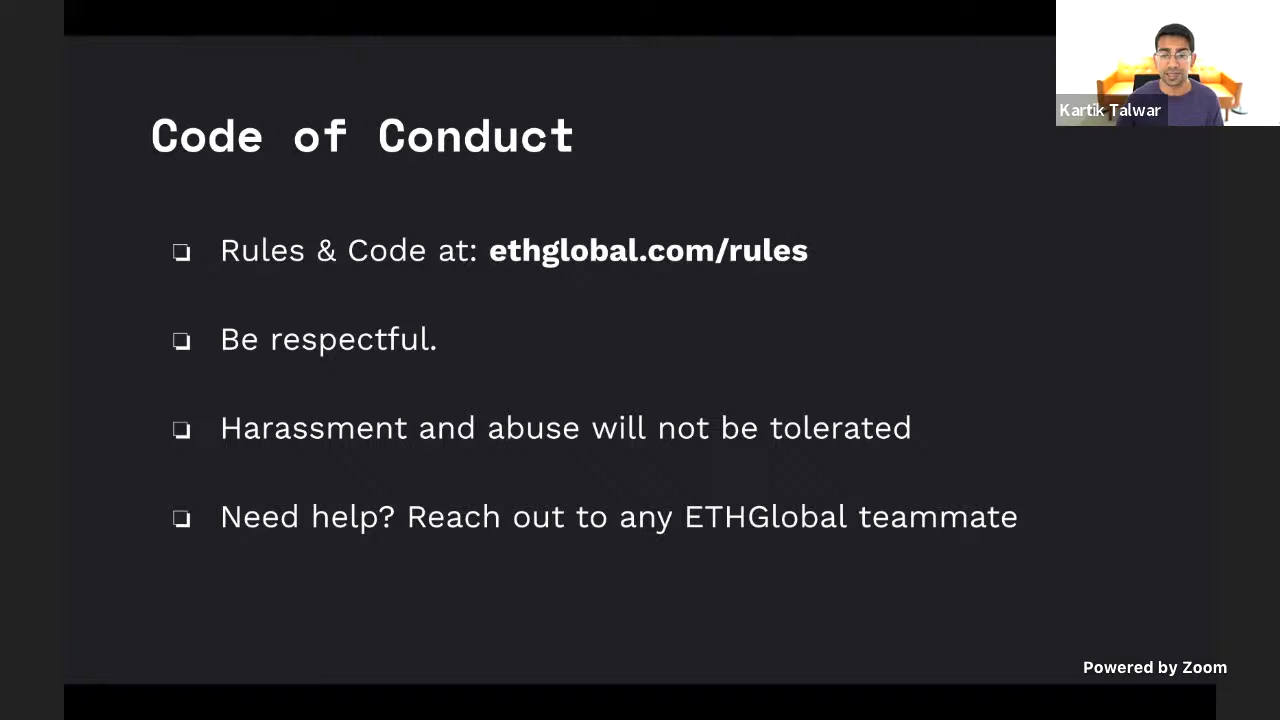 Kartik Talwar
Code of Conduct
❏ Rules & Code at: ethglobal.com/rules
❏ Be respectful.
❏ Harassment and abuse will not be tolerated
❏ Need help? Reach out to any ETHGlobal teammate
Powered by Zoom